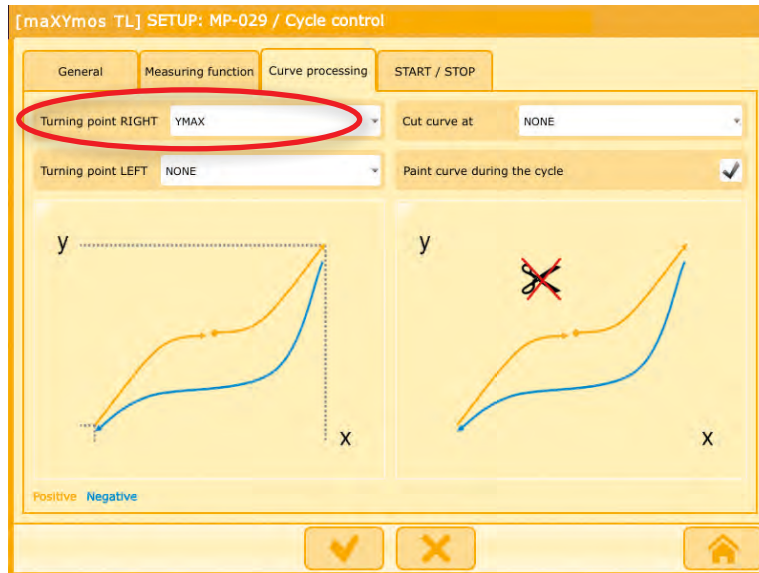 [maXYmos TL] SETUP: MP-029 / Cycle control
General Measuring function Curve processing START / STOP
Turning point RIGHT YMAX Cut curve at NONE
Turning point LEFT NONE Paint curve during the cycle
y y
x x
Positive Negative